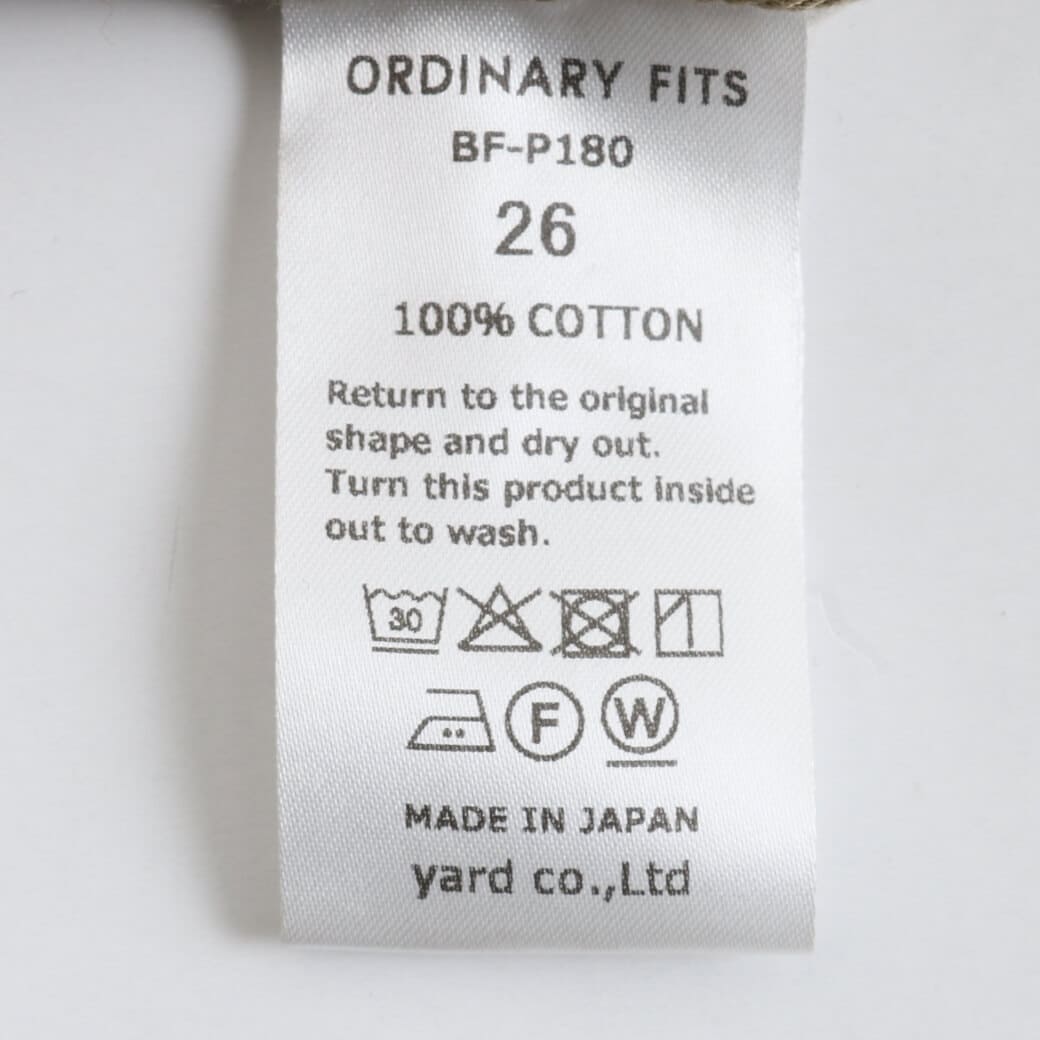 ORDINARY FITS
BF-P180
26
100% COTTON
Return to the original
shape and dry out.
Turn this product inside
out to wash.
30
F W
MADE IN JAPAN
yard co.,Ltd